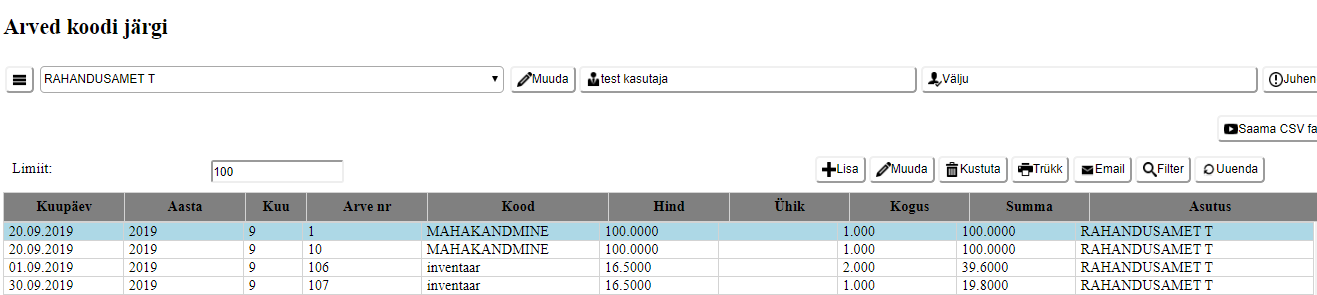 Arved koodi järgi
RAHANDUSAMET T Muuda test kasutaja Välju Juhen
Saama CSV fa
Limiit: 100 Lisa Muuda Kustuta Trükk Email Filter Uuenda
Kuupäev Aasta Kuu Arve nr Kood Hind Ühik Kogus Summa Asutus
20.09.2019 2019 9 1 MAHAKANDMINE 100.0000 1.000 100.0000 RAHANDUSAMET T
20.09.2019 2019 9 10 MAHAKANDMINE 100.0000 1.000 100.0000 RAHANDUSAMET T
01.09.2019 2019 9 106 inventaar 16.5000 2.000 39.6000 RAHANDUSAMET T
30.09.2019 2019 9 107 inventaar 16.5000 1.000 19.8000 RAHANDUSAMET T